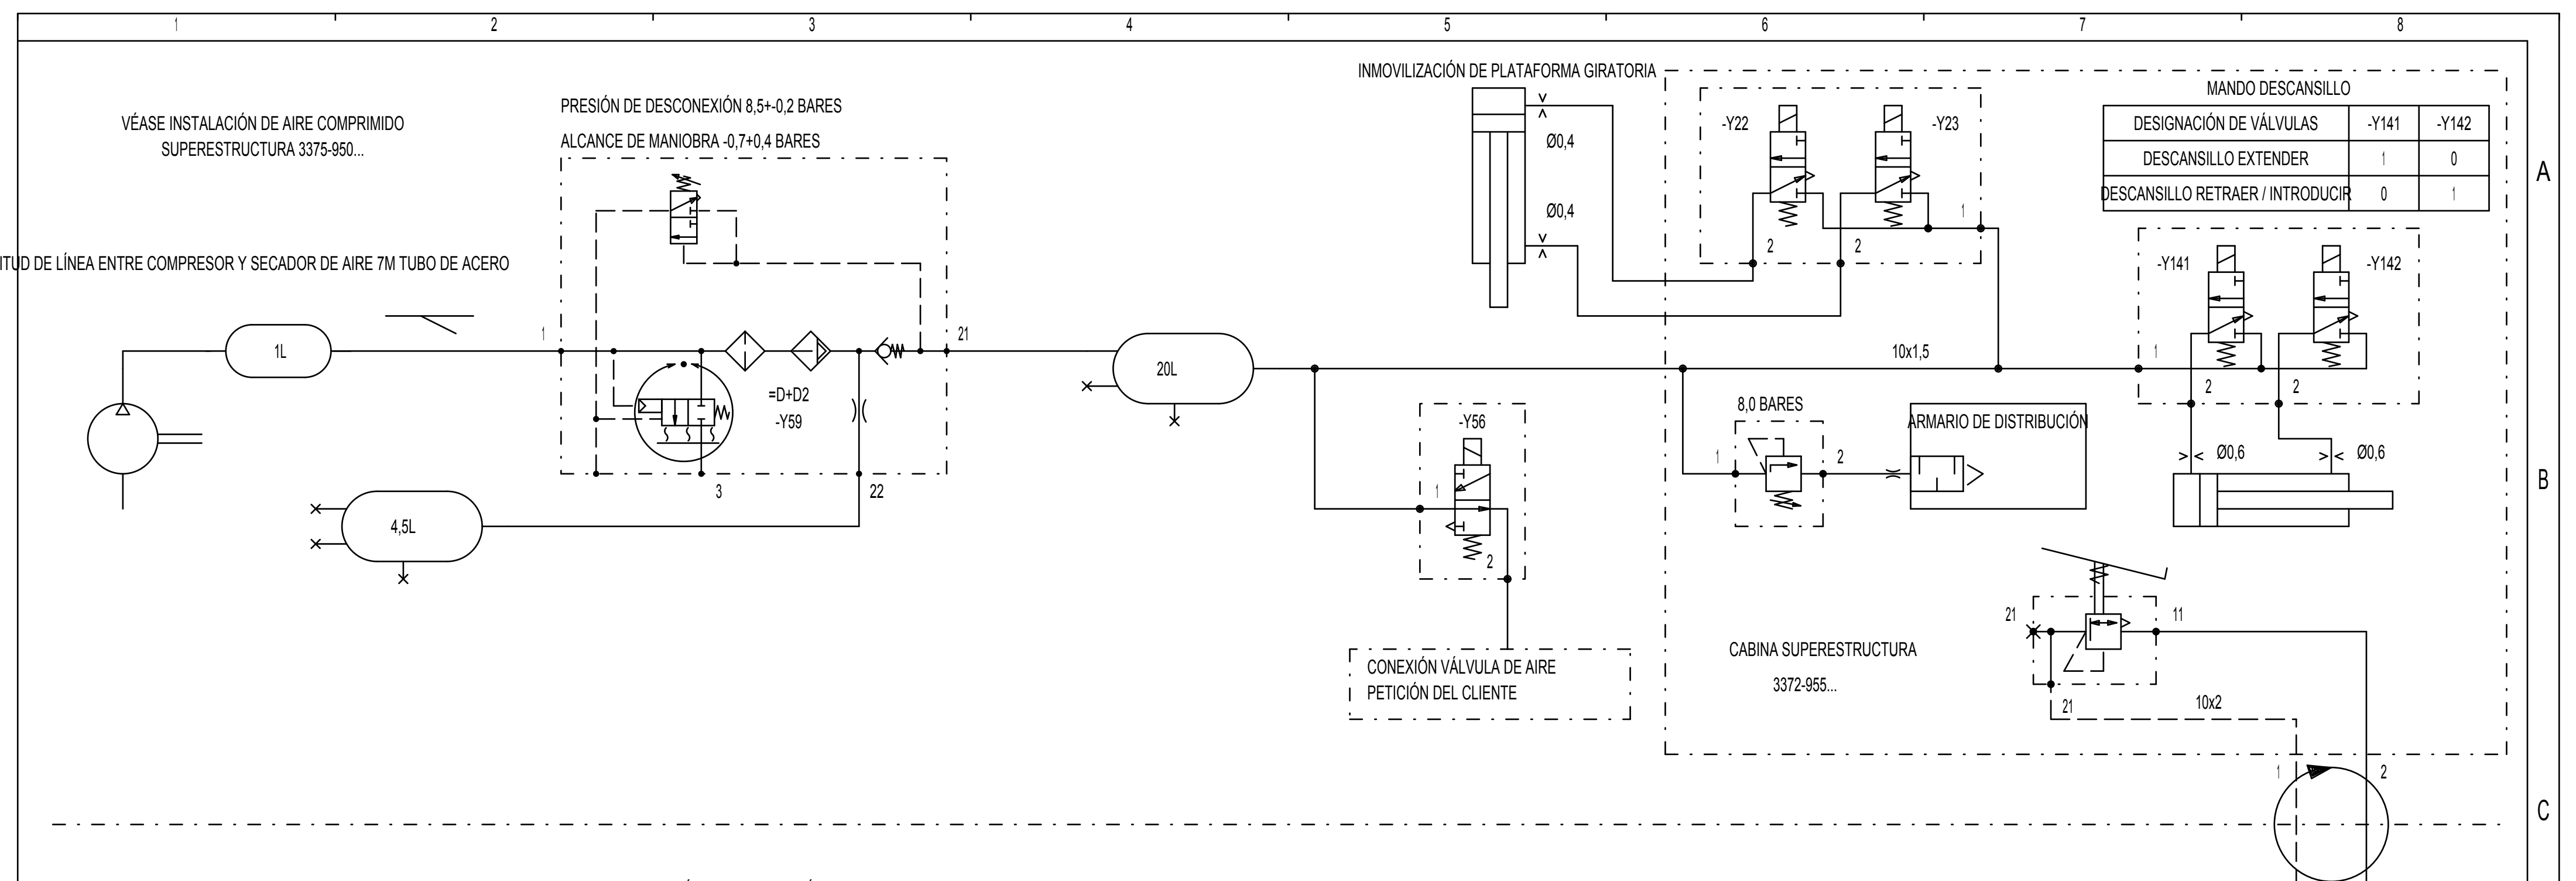 1 2 3 4 5 6 7 8
INMOVILIZACIÓN DE PLATAFORMA GIRATORIA
MANDO DESCANSILLO
PRESIÓN DE DESCONEXIÓN 8,5+-0,2 BARES
ALCANCE DE MANIOBRA -0,7+0,4 BARES
VÉASE INSTALACIÓN DE AIRE COMPRIMIDO
SUPERESTRUCTURA 3375-950...
DESIGNACIÓN DE VÁLVULAS -Y141 -Y142
DESCANSILLO EXTENDER 1 0
DESCANSILLO RETRAER / INTRODUCIR 0 1
A
-Y22
-Y23
Ø0,4
Ø0,4
1
2
2
ITUD DE LÍNEA ENTRE COMPRESOR Y SECADOR DE AIRE 7M TUBO DE ACERO
-Y141
-Y142
1
21
1L
20L
10x1,5
1
2
2
=D+D2
-Y59
8,0 BARES
ARMARIO DE DISTRIBUCIÓN
-Y56
1
2
Ø0,6
Ø0,6
B
3
22
1
4,5L
2
21
11
CABINA SUPERESTRUCTURA
3372-955...
CONEXIÓN VÁLVULA DE AIRE
PETICIÓN DEL CLIENTE
21
10x2
1
2
C